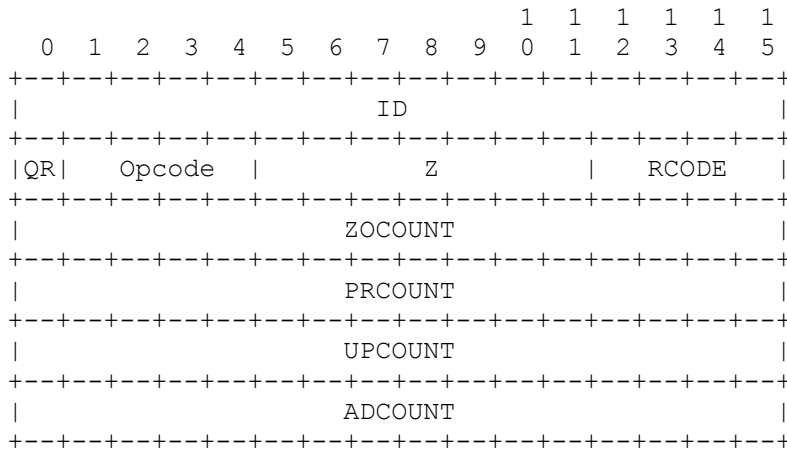 1  1  1  1  1  1
  0  1  2  3  4  5  6  7  8  9  0  1  2  3  4  5
+--+--+--+--+--+--+--+--+--+--+--+--+--+--+--+--+
|                      ID                       |
+--+--+--+--+--+--+--+--+--+--+--+--+--+--+--+--+
|QR|   Opcode  |          Z         |   RCODE   |
+--+--+--+--+--+--+--+--+--+--+--+--+--+--+--+--+
|                    ZOCOUNT                    |
+--+--+--+--+--+--+--+--+--+--+--+--+--+--+--+--+
|                    PRCOUNT                    |
+--+--+--+--+--+--+--+--+--+--+--+--+--+--+--+--+
|                    UPCOUNT                    |
+--+--+--+--+--+--+--+--+--+--+--+--+--+--+--+--+
|                    ADCOUNT                    |
+--+--+--+--+--+--+--+--+--+--+--+--+--+--+--+--+